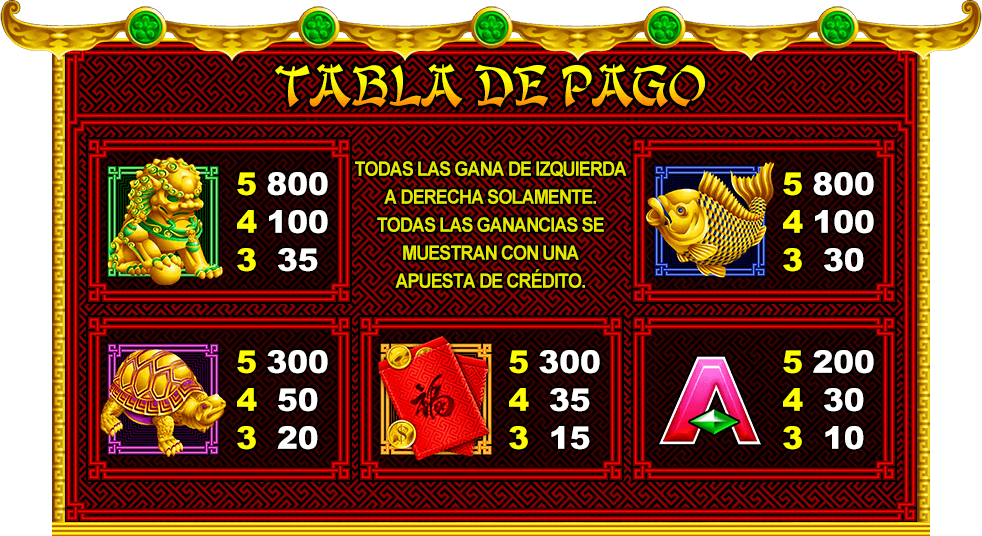 TABLA DE PAGO
5 800
4 100
3 35
TODAS LAS GANA DE IZQUIERDA
A DERECHA SOLAMENTE.
TODAS LAS GANANCIAS SE
MUESTRAN CON UNA
APUESTA DE CRÉDITO.
5 800
4 100
3 30
5 300
4 50
3 20
福
$
5 300
4 35
3 15
A
5 200
4 30
3 10